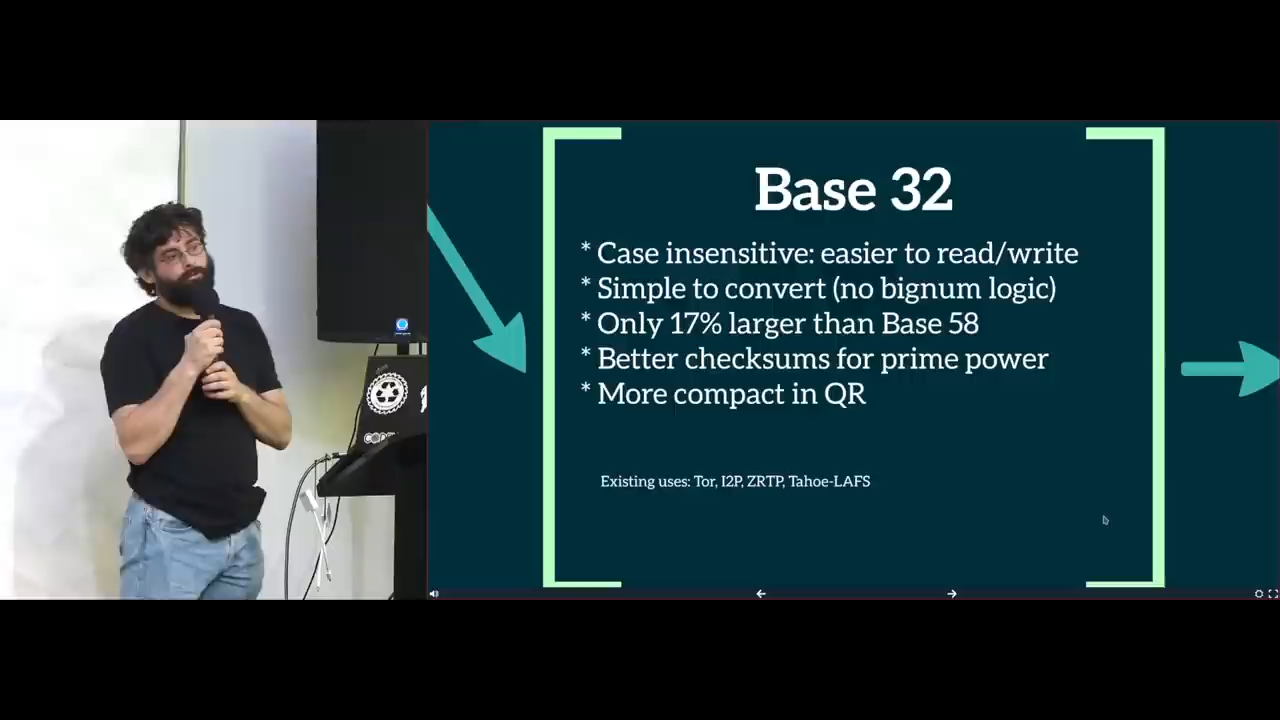 Base 32
* Case insensitive: easier to read/write
* Simple to convert (no bignum logic)
* Only 17% larger than Base 58
* Better checksums for prime power
* More compact in QR
Existing uses: Tor, I2P, ZRTP, Tahoe-LAFS